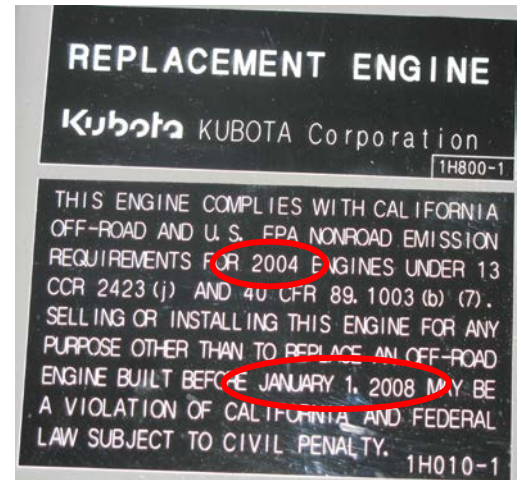 REPLACEMENT ENGINE
Kubota KUBOTA Corporation
1H800-1
THIS ENGINE COMPLIES WITH CALIFORNIA
OFF-ROAD AND U.S. EPA NONROAD EMISSION
REQUIREMENTS FOR 2004 ENGINES UNDER 13
CCR 2423(j) AND 40 CFR 89.1003(b)(7).
SELLING OR INSTALLING THIS ENGINE FOR ANY
PURPOSE OTHER THAN TO REPLACE AN OFF-ROAD
ENGINE BUILT BEFORE JANUARY 1, 2008 MAY BE
A VIOLATION OF CALIFORNIA AND FEDERAL
LAW SUBJECT TO CIVIL PENALTY.
1H010-1